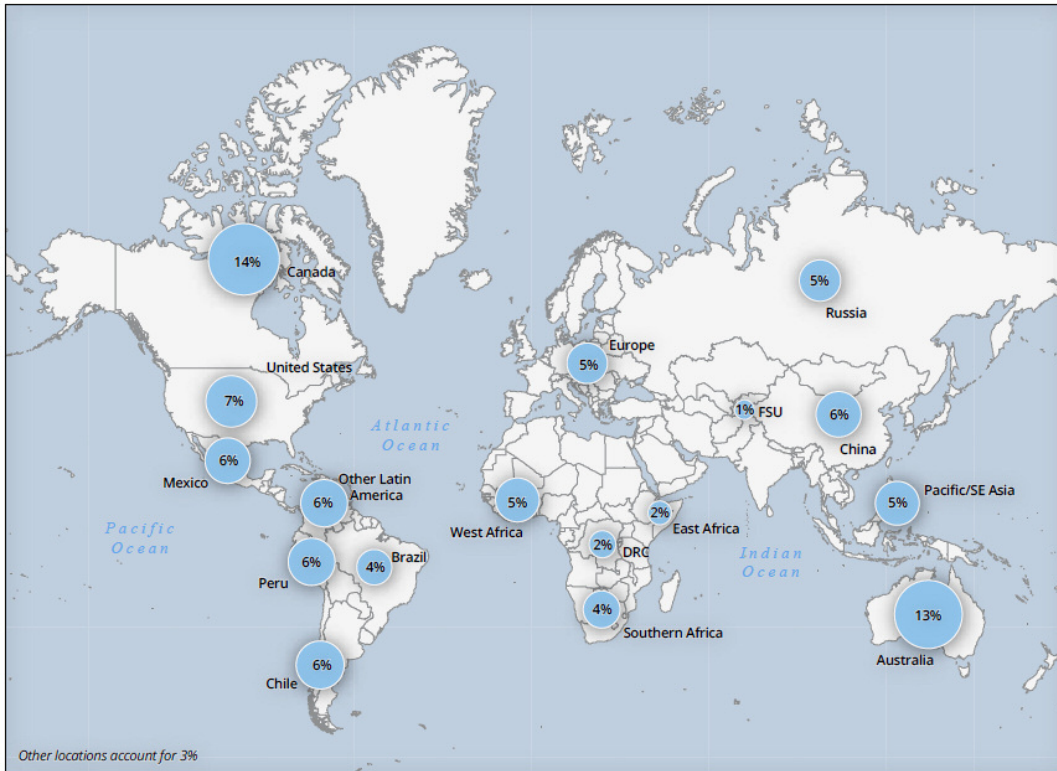 14%
Canada
5%
Russia
Europe
5%
United States
7%
1%
FSU
6%
China
Atlantic
Ocean
6%
Mexico
Other Latin
America
6%
5%
West Africa
2%
East Africa
5%
Pacific/SE Asia
Pacific
Ocean
6%
Peru
Brazil
4%
2%
DRC
Indian
Ocean
4%
Southern Africa
13%
Australia
6%
Chile
Other locations account for 3%